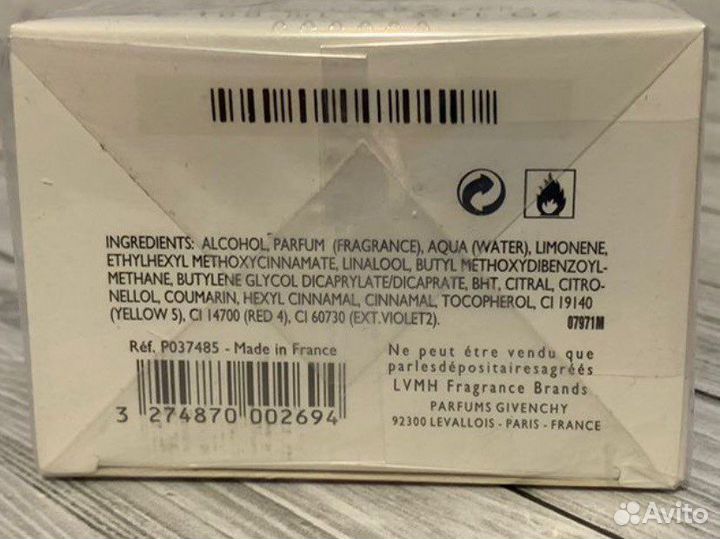 INGREDIENTS: ALCOHOL, PARFUM (FRAGRANCE), AQUA (WATER), LIMONENE,
ETHYLHEXYL METHOXYCINNAMATE, LINALOOL, BUTYL METHOXYDIBENZOYL-
METHANE, BUTYLENE GLYCOL DICAPRYLATE/DICAPRATE, BHT, CITRAL, CITRO-
NELLOL, COUMARIN, HEXYL CINNAMAL, CINNAMAL, TOCOPHEROL, CI 19140
(YELLOW 5), CI 14700 (RED 4), CI 60730 (EXT.VIOLET2).
07971M
Réf. P037485 - Made in France
3 274870 002694
Ne peut étre vendu que
parlesdépositairesagréés
LVMH Fragrance Brands
PARFUMS GIVENCHY
92300 LEVALLOIS - PARIS - FRANCE
Avito